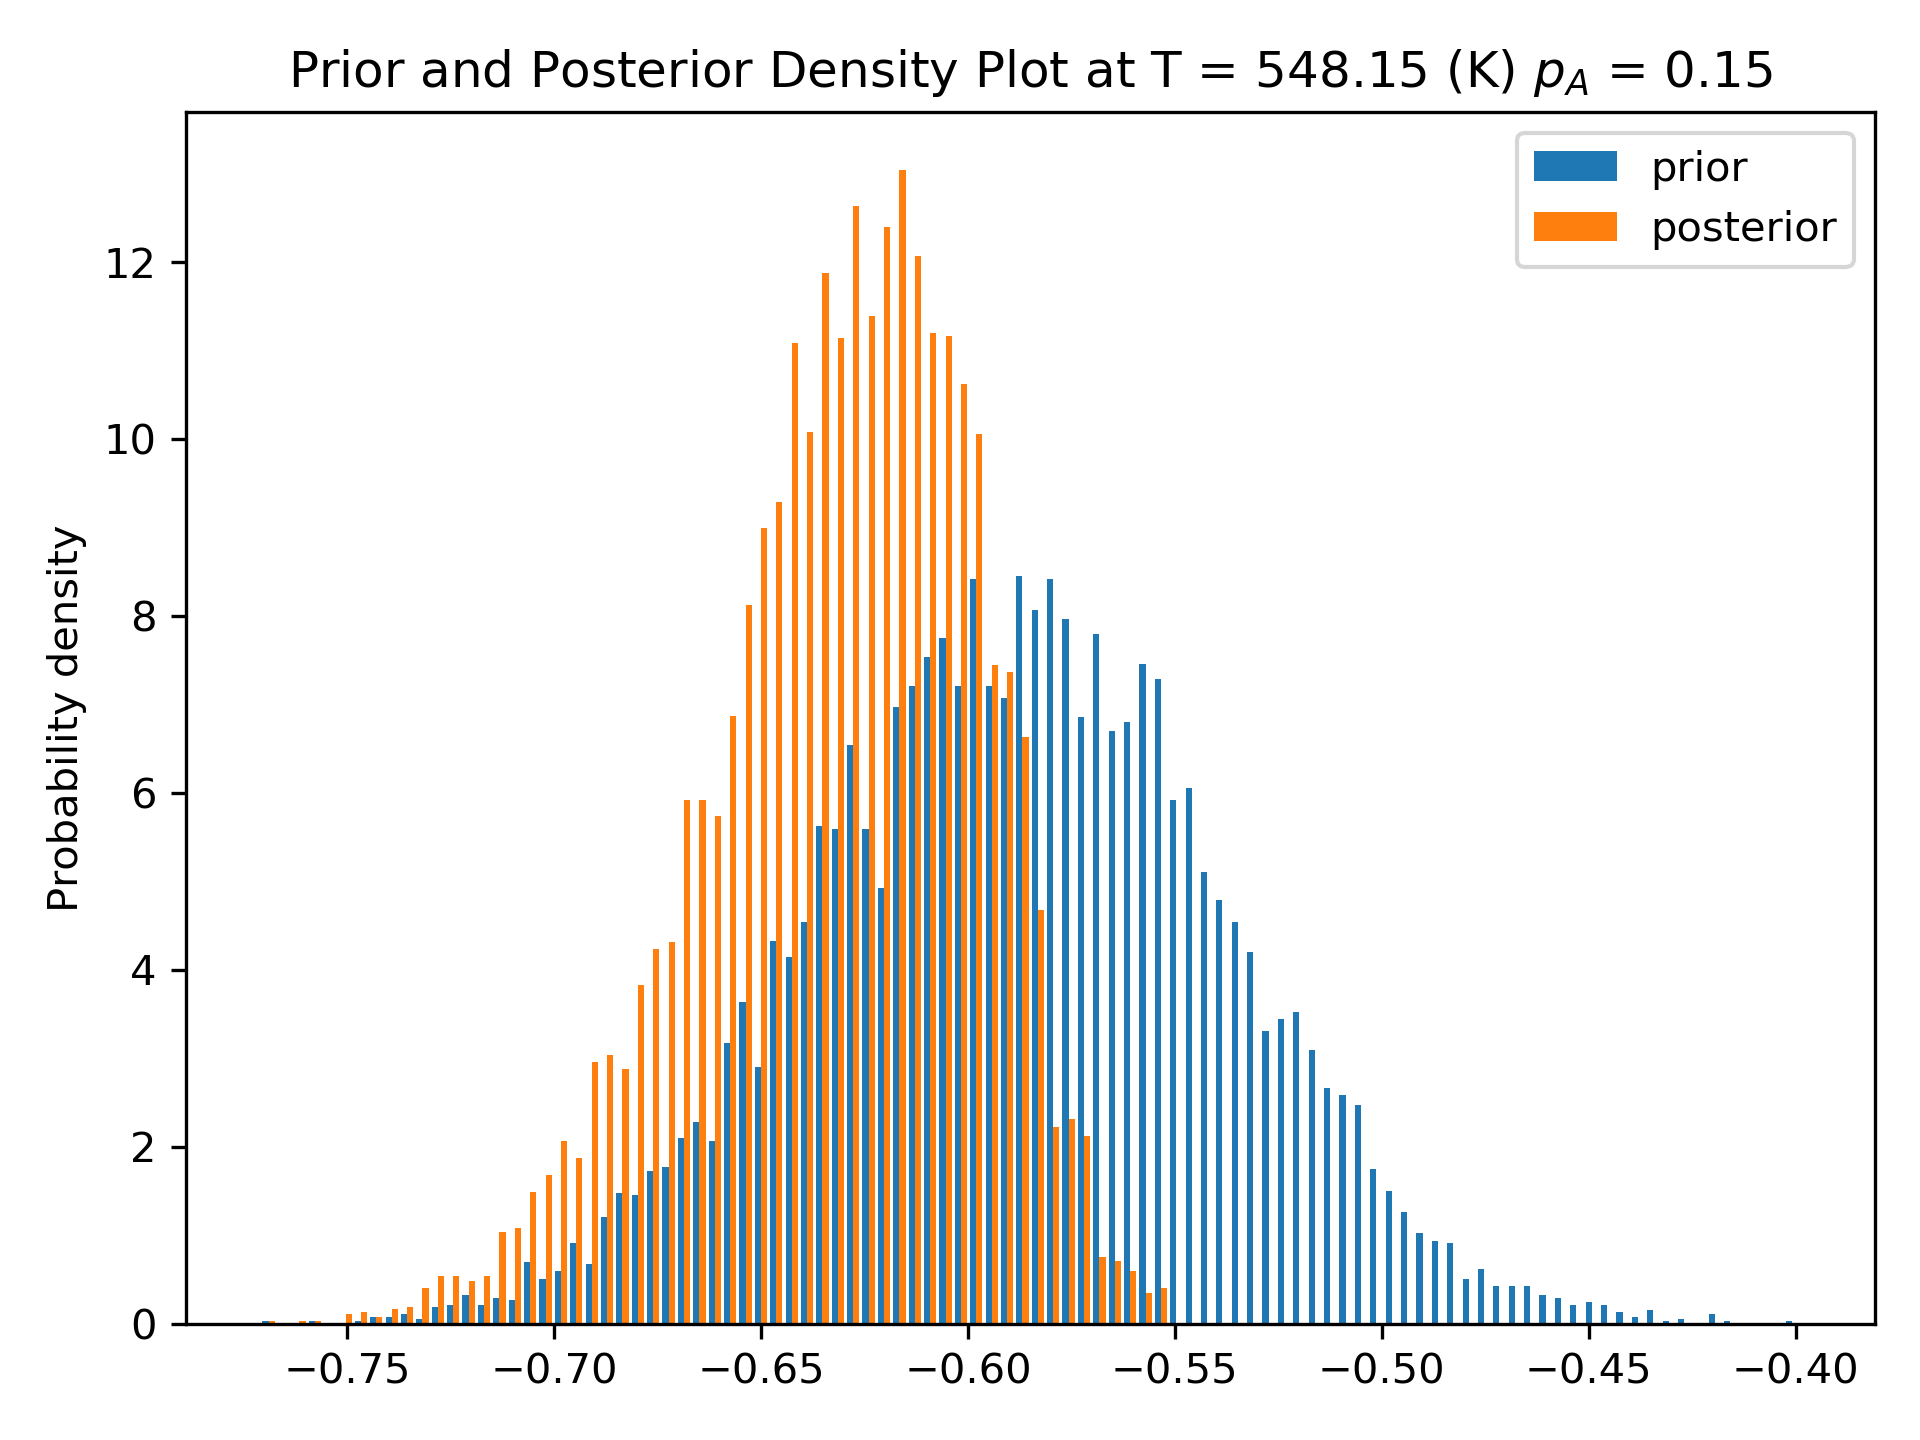 Prior and Posterior Density Plot at T = 548.15 (K) p_A = 0.15
prior
posterior
Probability density
12
10
8
6
4
2
0
−0.75 −0.70 −0.65 −0.60 −0.55 −0.50 −0.45 −0.40